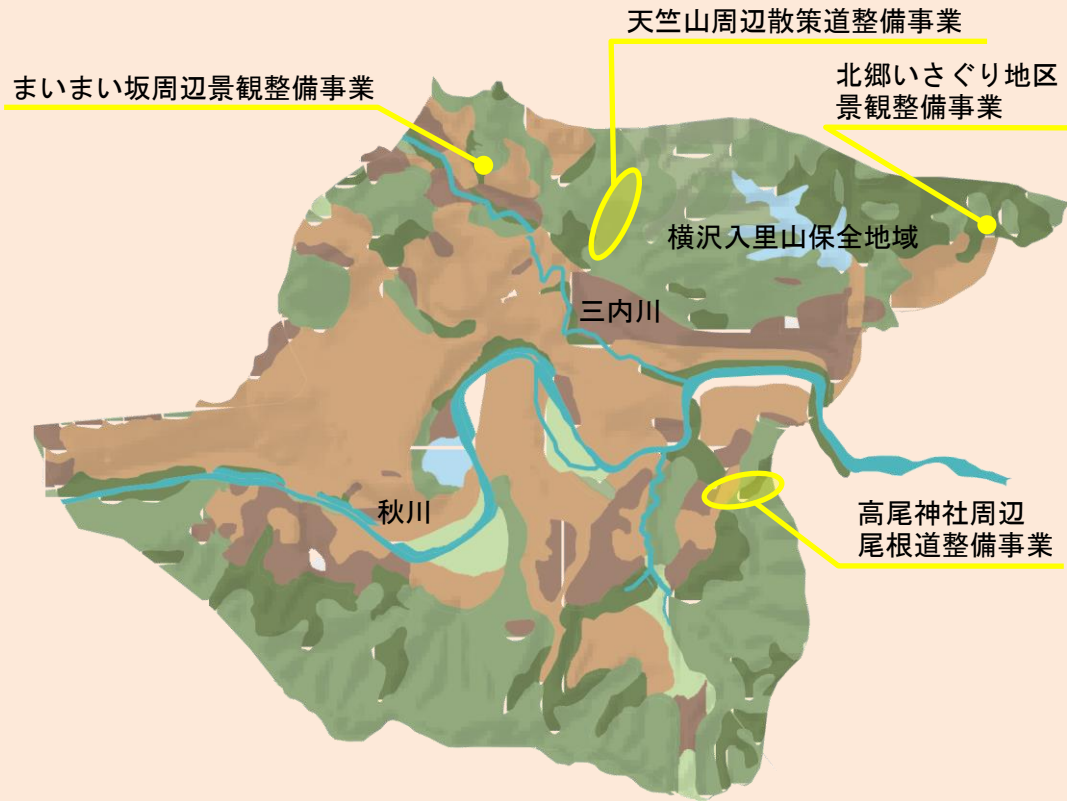 天竺山周辺散策道整備事業
まいまい坂周辺景観整備事業
北郷いさぐり地区
景観整備事業
横沢入里山保全地域
三内川
秋川
高尾神社周辺
尾根道整備事業